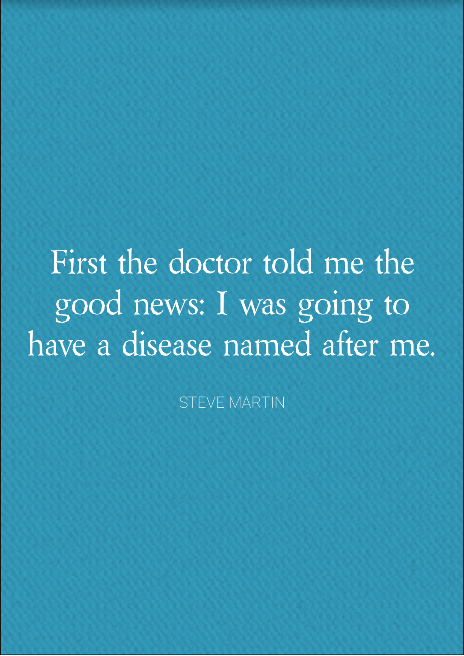 First the doctor told me the
good news: I was going to
have a disease named after me.
STEVE MARTIN